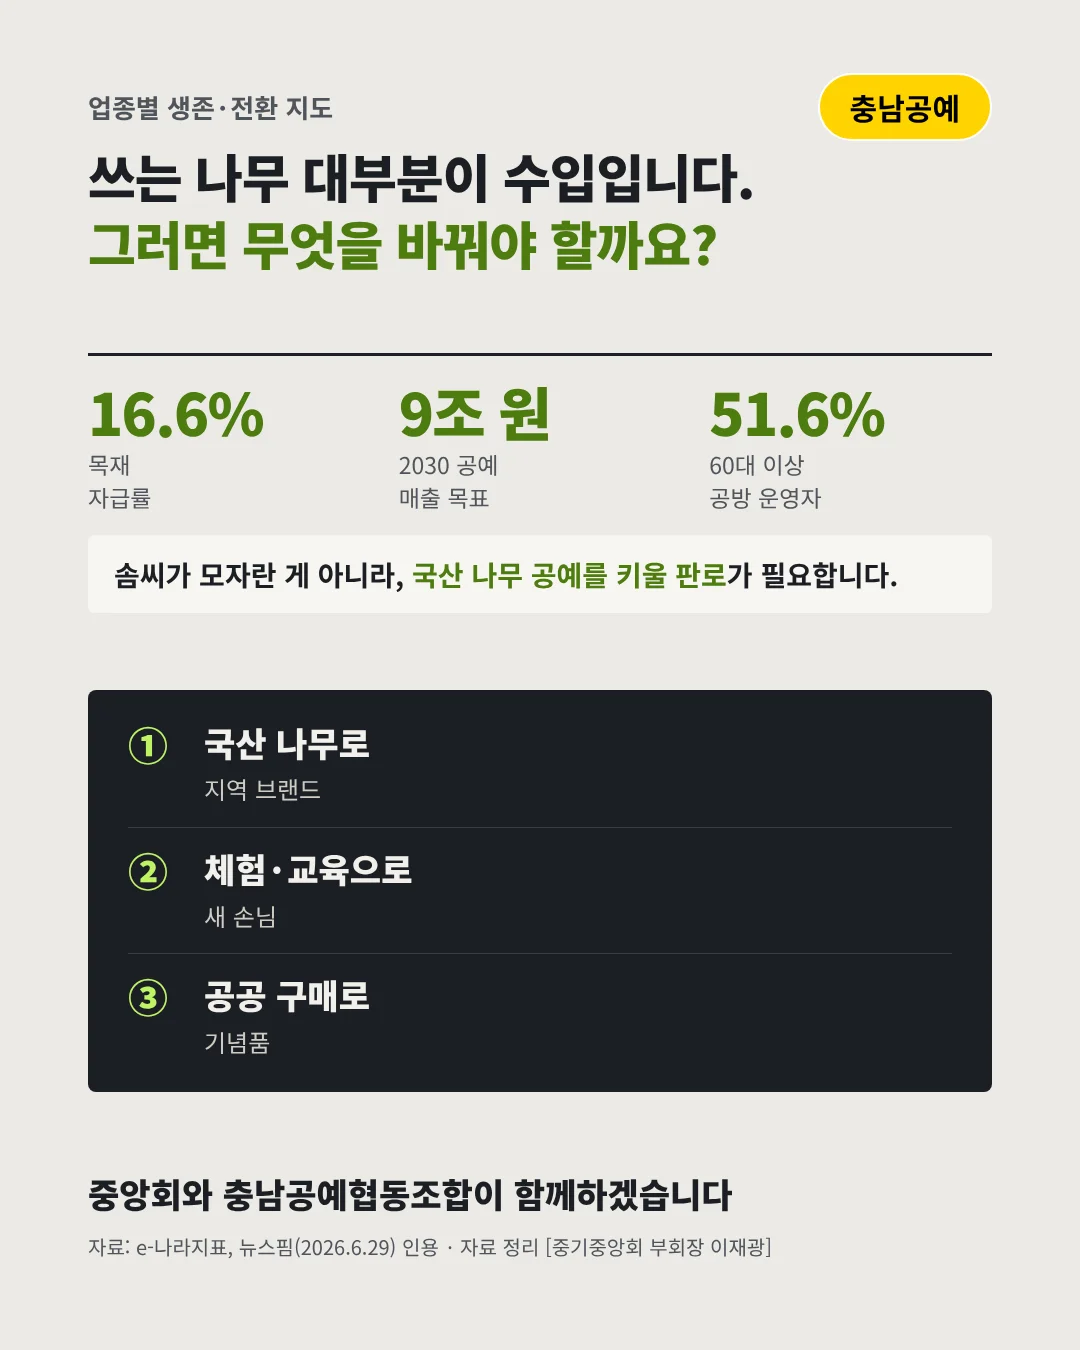 업종별 생존·전환 지도
충남공예
쓰는 나무 대부분이 수입입니다.
그러면 무엇을 바꿔야 할까요?
16.6%
목재
자급률
9조 원
2030 공예
매출 목표
51.6%
60대 이상
공방 운영자
솜씨가 모자란 게 아니라, 국산 나무 공예를 키울 판로가 필요합니다.
① 국산 나무로
지역 브랜드
② 체험·교육으로
새 손님
③ 공공 구매로
기념품
중앙회와 충남공예협동조합이 함께하겠습니다
자료: e-나라지표, 뉴스핌(2026.6.29) 인용 · 자료 정리 [중기중앙회 부회장 이재광]